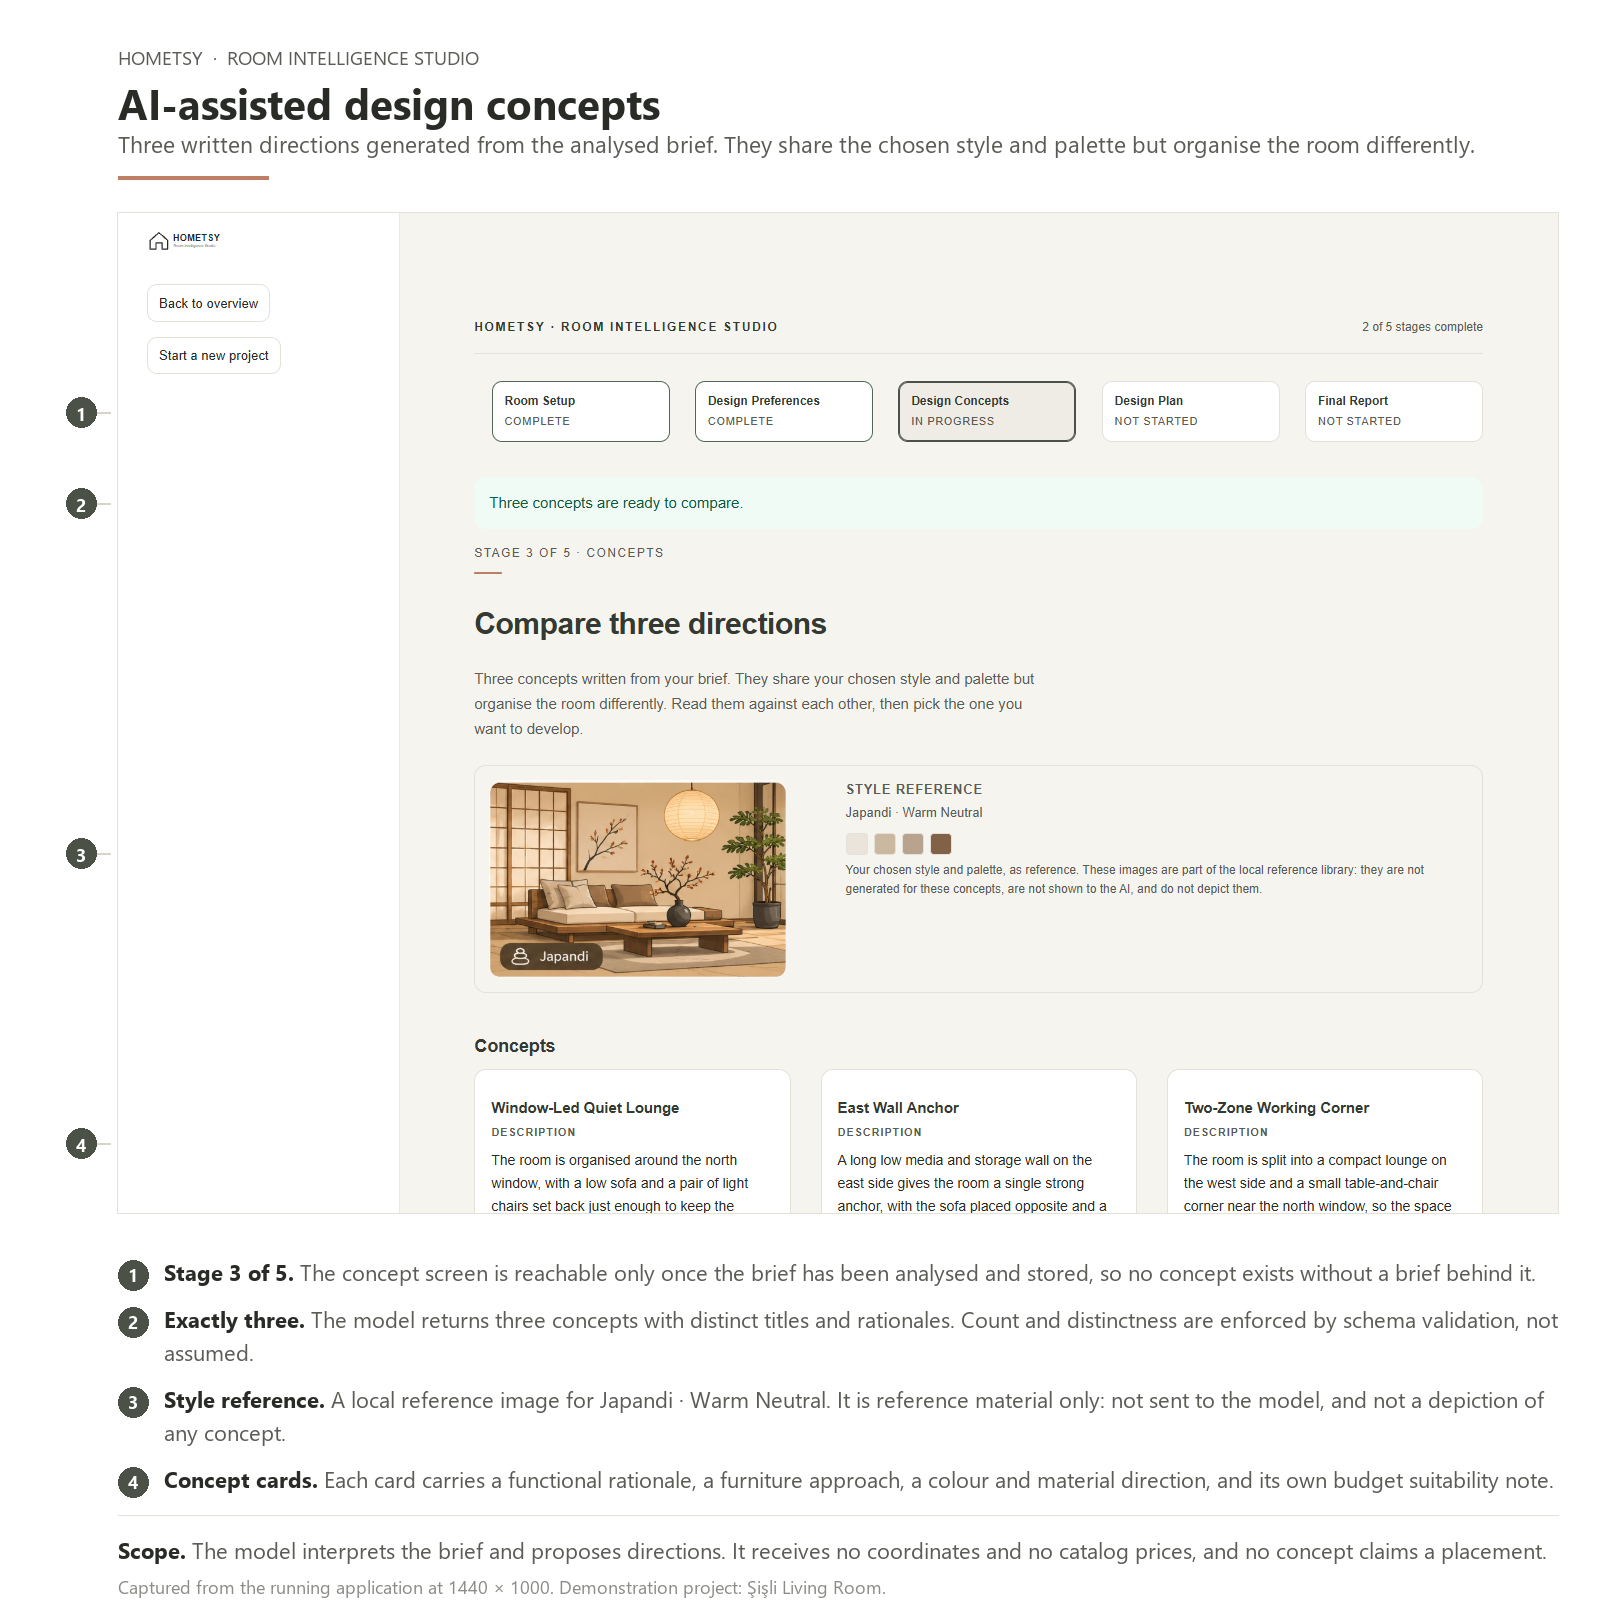 HOMETSY · ROOM INTELLIGENCE STUDIO
AI-assisted design concepts
Three written directions generated from the analysed brief. They share the chosen style and palette but organise the room differently.
HOMETSY
Room Intelligence Studio
Back to overview
Start a new project
HOMETSY · ROOM INTELLIGENCE STUDIO
2 of 5 stages complete
Room Setup
COMPLETE
Design Preferences
COMPLETE
Design Concepts
IN PROGRESS
Design Plan
NOT STARTED
Final Report
NOT STARTED
1
2
Three concepts are ready to compare.
STAGE 3 OF 5 · CONCEPTS
Compare three directions
Three concepts written from your brief. They share your chosen style and palette but
organise the room differently. Read them against each other, then pick the one you
want to develop.
3
Japandi
STYLE REFERENCE
Japandi · Warm Neutral
Your chosen style and palette, as reference. These images are part of the local reference library: they are not
generated for these concepts, are not shown to the AI, and do not depict them.
Concepts
4
Window-Led Quiet Lounge
DESCRIPTION
The room is organised around the north
window, with a low sofa and a pair of light
chairs set back just enough to keep the
East Wall Anchor
DESCRIPTION
A long low media and storage wall on the
east side gives the room a single strong
anchor, with the sofa placed opposite and a
Two-Zone Working Corner
DESCRIPTION
The room is split into a compact lounge on
the west side and a small table-and-chair
corner near the north window, so the space
1 Stage 3 of 5. The concept screen is reachable only once the brief has been analysed and stored, so no concept exists without a brief behind it.
2 Exactly three. The model returns three concepts with distinct titles and rationales. Count and distinctness are enforced by schema validation, not
assumed.
3 Style reference. A local reference image for Japandi · Warm Neutral. It is reference material only: not sent to the model, and not a depiction of
any concept.
4 Concept cards. Each card carries a functional rationale, a furniture approach, a colour and material direction, and its own budget suitability note.
Scope. The model interprets the brief and proposes directions. It receives no coordinates and no catalog prices, and no concept claims a placement.
Captured from the running application at 1440 × 1000. Demonstration project: Şişli Living Room.